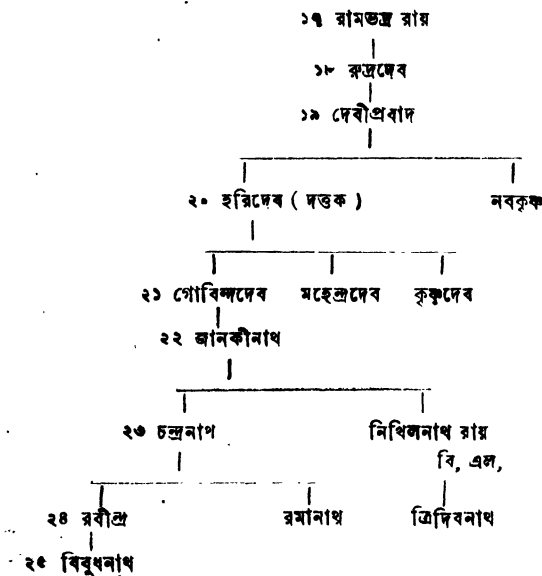 ১৭ রামভদ্র রায়
১৮ রুদ্রদেব
১৯ দেবীপ্রবাদ
২০ হরিদেব ( দত্তক ) নবকৃষ্ণ
২১ গোবিন্দদেব মহেন্দ্রদেব কৃষ্ণদেব
২২ জানকীনাথ
২৩ চন্দ্রনাথ নিখিলনাথ রায়
বি, এল,
২৪ রবীন্দ্র রমানাথ ত্রিদিবনাথ
২৫ বিবুধনাথ